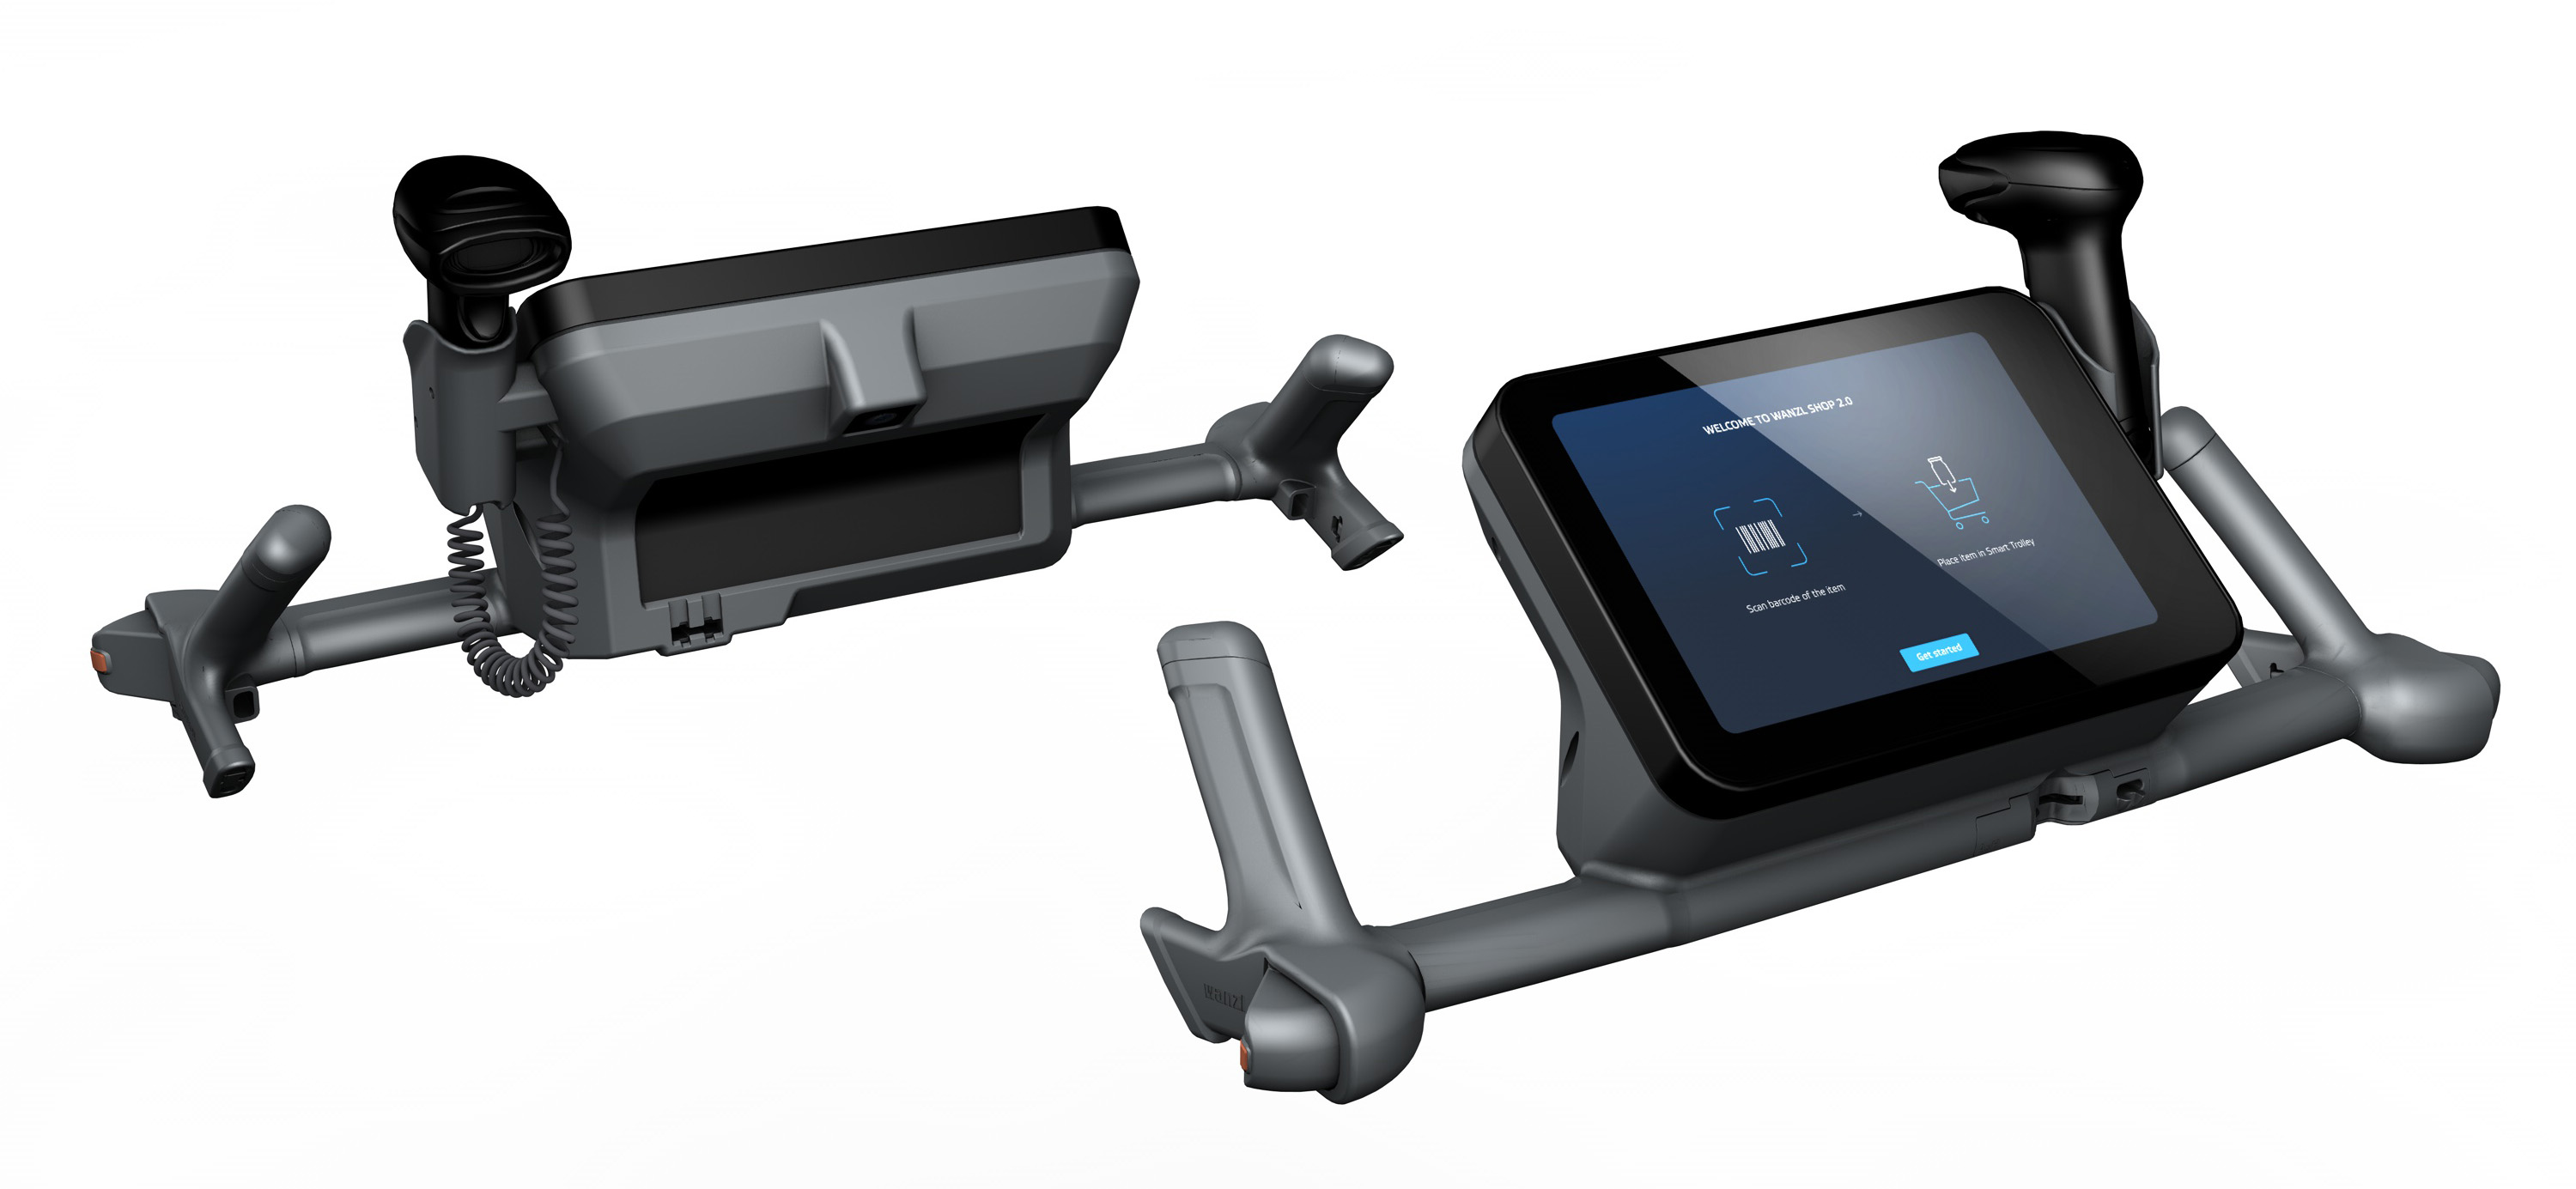 WELCOME TO WANZL SHOP 2.0
Scan barcode of the item
→
Place item in Smart Trolley
Get started
wanzl